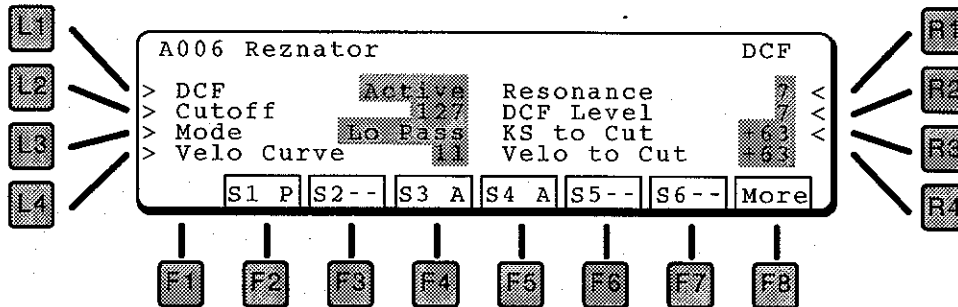 L1
L2
L3
L4
A006 Reznator DCF
> DCF Active Resonance 7 <
> Cutoff 127 DCF Level 7 <
> Mode Lo Pass KS to Cut +63 <
> Velo Curve 11 Velo to Cut +63
S1 P S2-- S3 A S4 A S5-- S6-- More
R1
R2
R3
R4
F1 F2 F3 F4 F5 F6 F7 F8